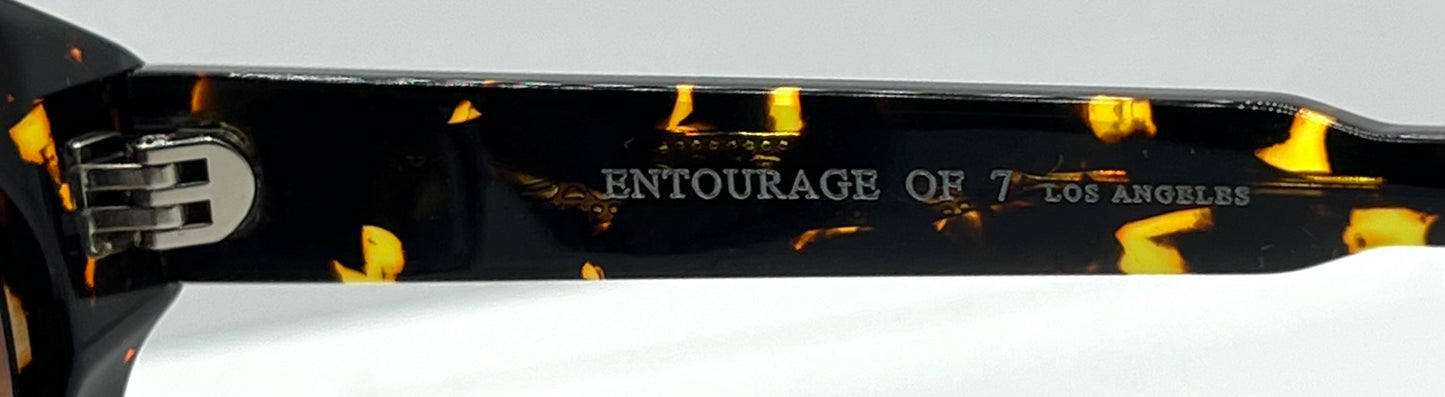 ENTOURAGE OF 7 LOS ANGELES